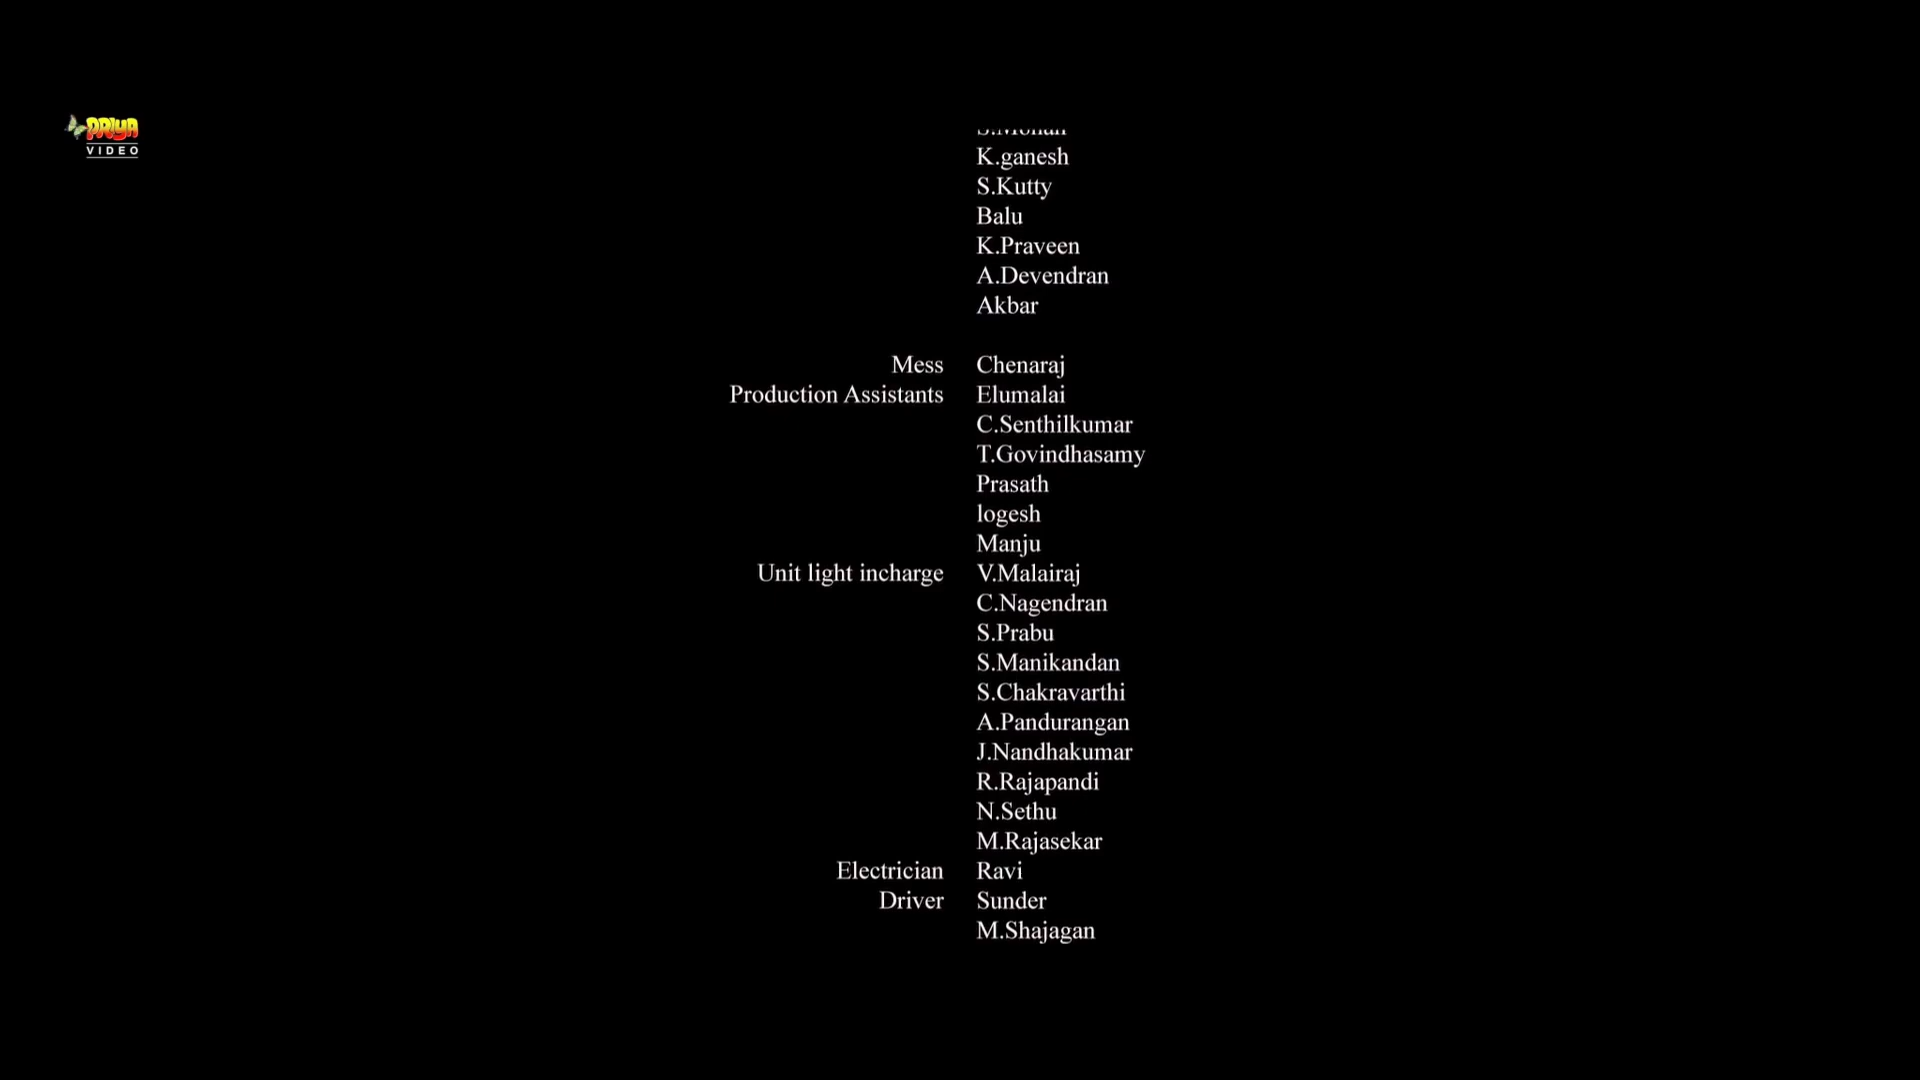 PRIYA
VIDEO
S.Mohan
K.ganesh
S.Kutty
Balu
K.Praveen
A.Devendran
Akbar
Mess Chenaraj
Production Assistants Elumalai
C.Senthilkumar
T.Govindhasamy
Prasath
logesh
Manju
Unit light incharge V.Malairaj
C.Nagendran
S.Prabu
S.Manikandan
S.Chakravarthi
A.Pandurangan
J.Nandhakumar
R.Rajapandi
N.Sethu
M.Rajasekar
Electrician Ravi
Driver Sunder
M.Shajagan